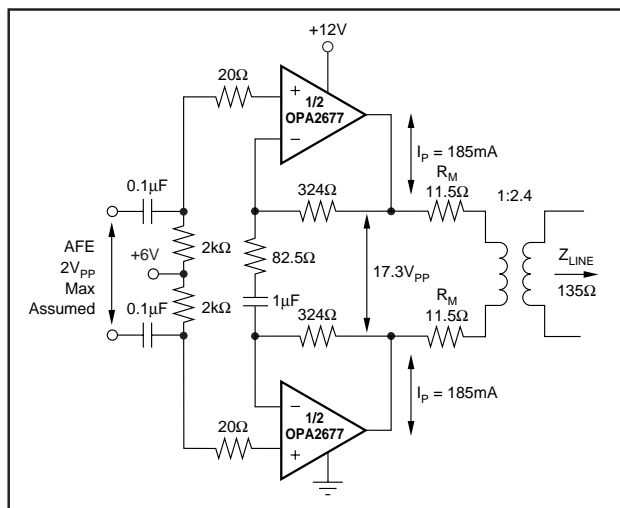 +12V
20Ω
+
1/2
OPA2677
−
I_P = 185mA
R_M
11.5Ω
1:2.4
324Ω
0.1µF
AFE
2V_PP
Max
Assumed
+6V
2kΩ
2kΩ
82.5Ω
1µF
17.3V_PP
Z_LINE
135Ω
0.1µF
324Ω
R_M
11.5Ω
−
1/2
OPA2677
+
20Ω
I_P = 185mA